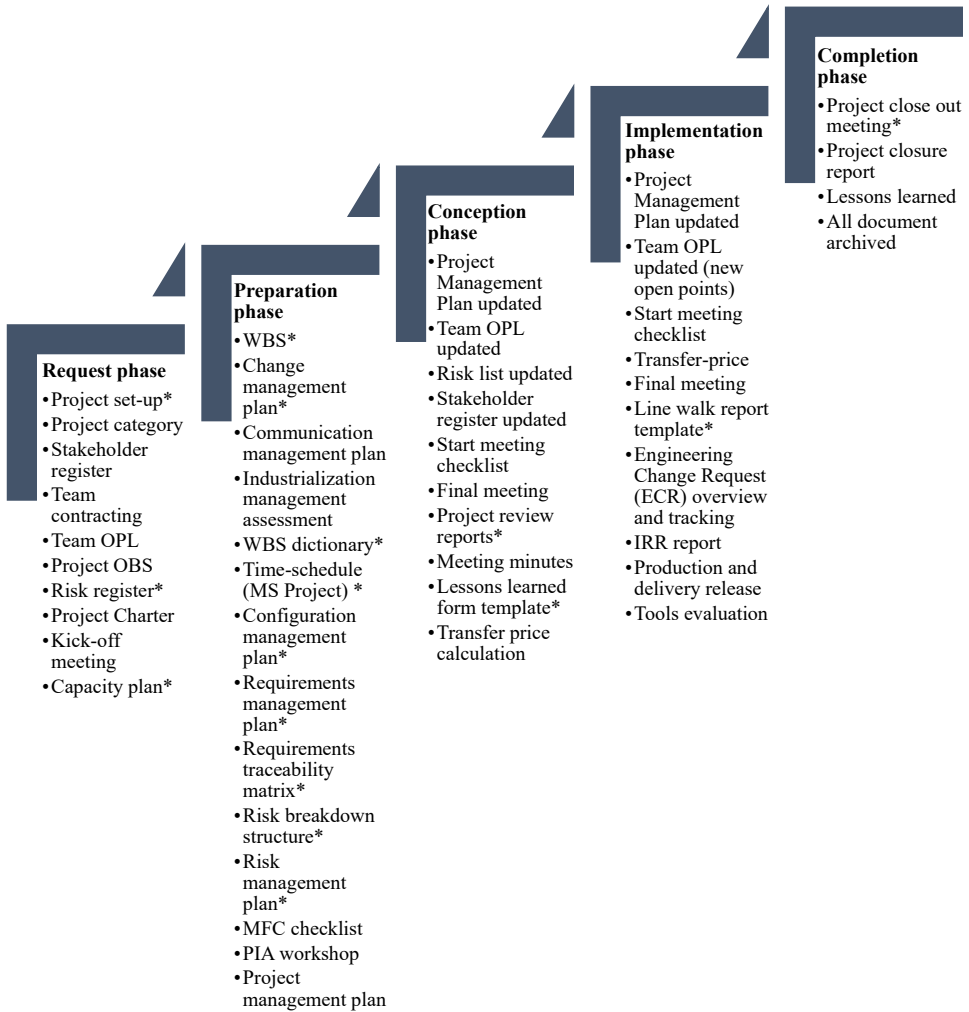 Request phase
•Project set-up*
•Project category
•Stakeholder
register
•Team
contracting
•Team OPL
•Project OBS
•Risk register*
•Project Charter
•Kick-off
meeting
•Capacity plan*
Preparation
phase
•WBS*
•Change
management
plan*
•Communication
management plan
•Industrialization
management
assessment
•WBS dictionary*
•Time-schedule
(MS Project) *
•Configuration
management
plan*
•Requirements
management
plan*
•Requirements
traceability
matrix*
•Risk breakdown
structure*
•Risk
management
plan*
•MFC checklist
•PIA workshop
•Project
management plan
Conception
phase
•Project
Management
Plan updated
•Team OPL
updated
•Risk list updated
•Stakeholder
register updated
•Start meeting
checklist
•Final meeting
•Project review
reports*
•Meeting minutes
•Lessons learned
form template*
•Transfer price
calculation
Implementation
phase
•Project
Management
Plan updated
•Team OPL
updated (new
open points)
•Start meeting
checklist
•Transfer-price
•Final meeting
•Line walk report
template*
•Engineering
Change Request
(ECR) overview
and tracking
•IRR report
•Production and
delivery release
•Tools evaluation
Completion
phase
•Project close out
meeting*
•Project closure
report
•Lessons learned
•All document
archived